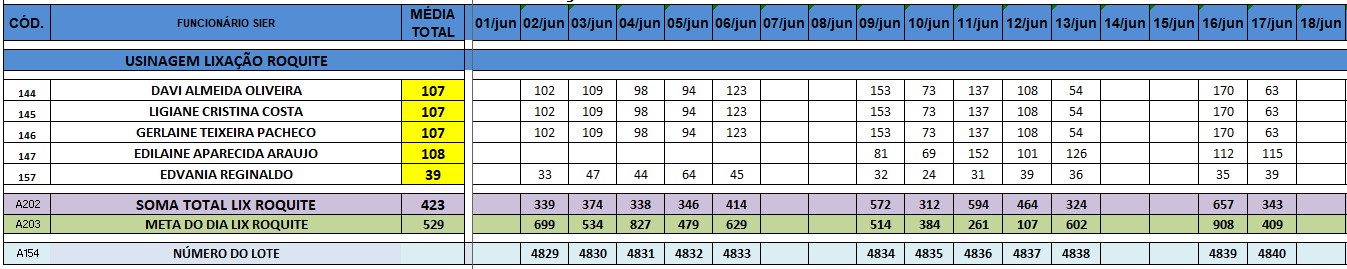 CÓD. FUNCIONÁRIO SIER MÉDIA TOTAL 01/jun 02/jun 03/jun 04/jun 05/jun 06/jun 07/jun 08/jun 09/jun 10/jun 11/jun 12/jun 13/jun 14/jun 15/jun 16/jun 17/jun 18/jun
USINAGEM LIXAÇÃO ROQUITE
144 DAVI ALMEIDA OLIVEIRA 107 102 109 98 94 123 153 73 137 108 54 170 63
145 LIGIANE CRISTINA COSTA 107 102 109 98 94 123 153 73 137 108 54 170 63
146 GERLAINE TEIXEIRA PACHECO 107 102 109 98 94 123 153 73 137 108 54 170 63
147 EDILAINE APARECIDA ARAUJO 108 81 69 152 101 126 112 115
157 EDVANIA REGINALDO 39 33 47 44 64 45 32 24 31 39 36 35 39
A202 SOMA TOTAL LIX ROQUITE 423 339 374 338 346 414 572 312 594 464 324 657 343
A203 META DO DIA LIX ROQUITE 529 699 534 827 479 629 514 384 261 107 602 908 409
A154 NÚMERO DO LOTE 4829 4830 4831 4832 4833 4834 4835 4836 4837 4838 4839 4840